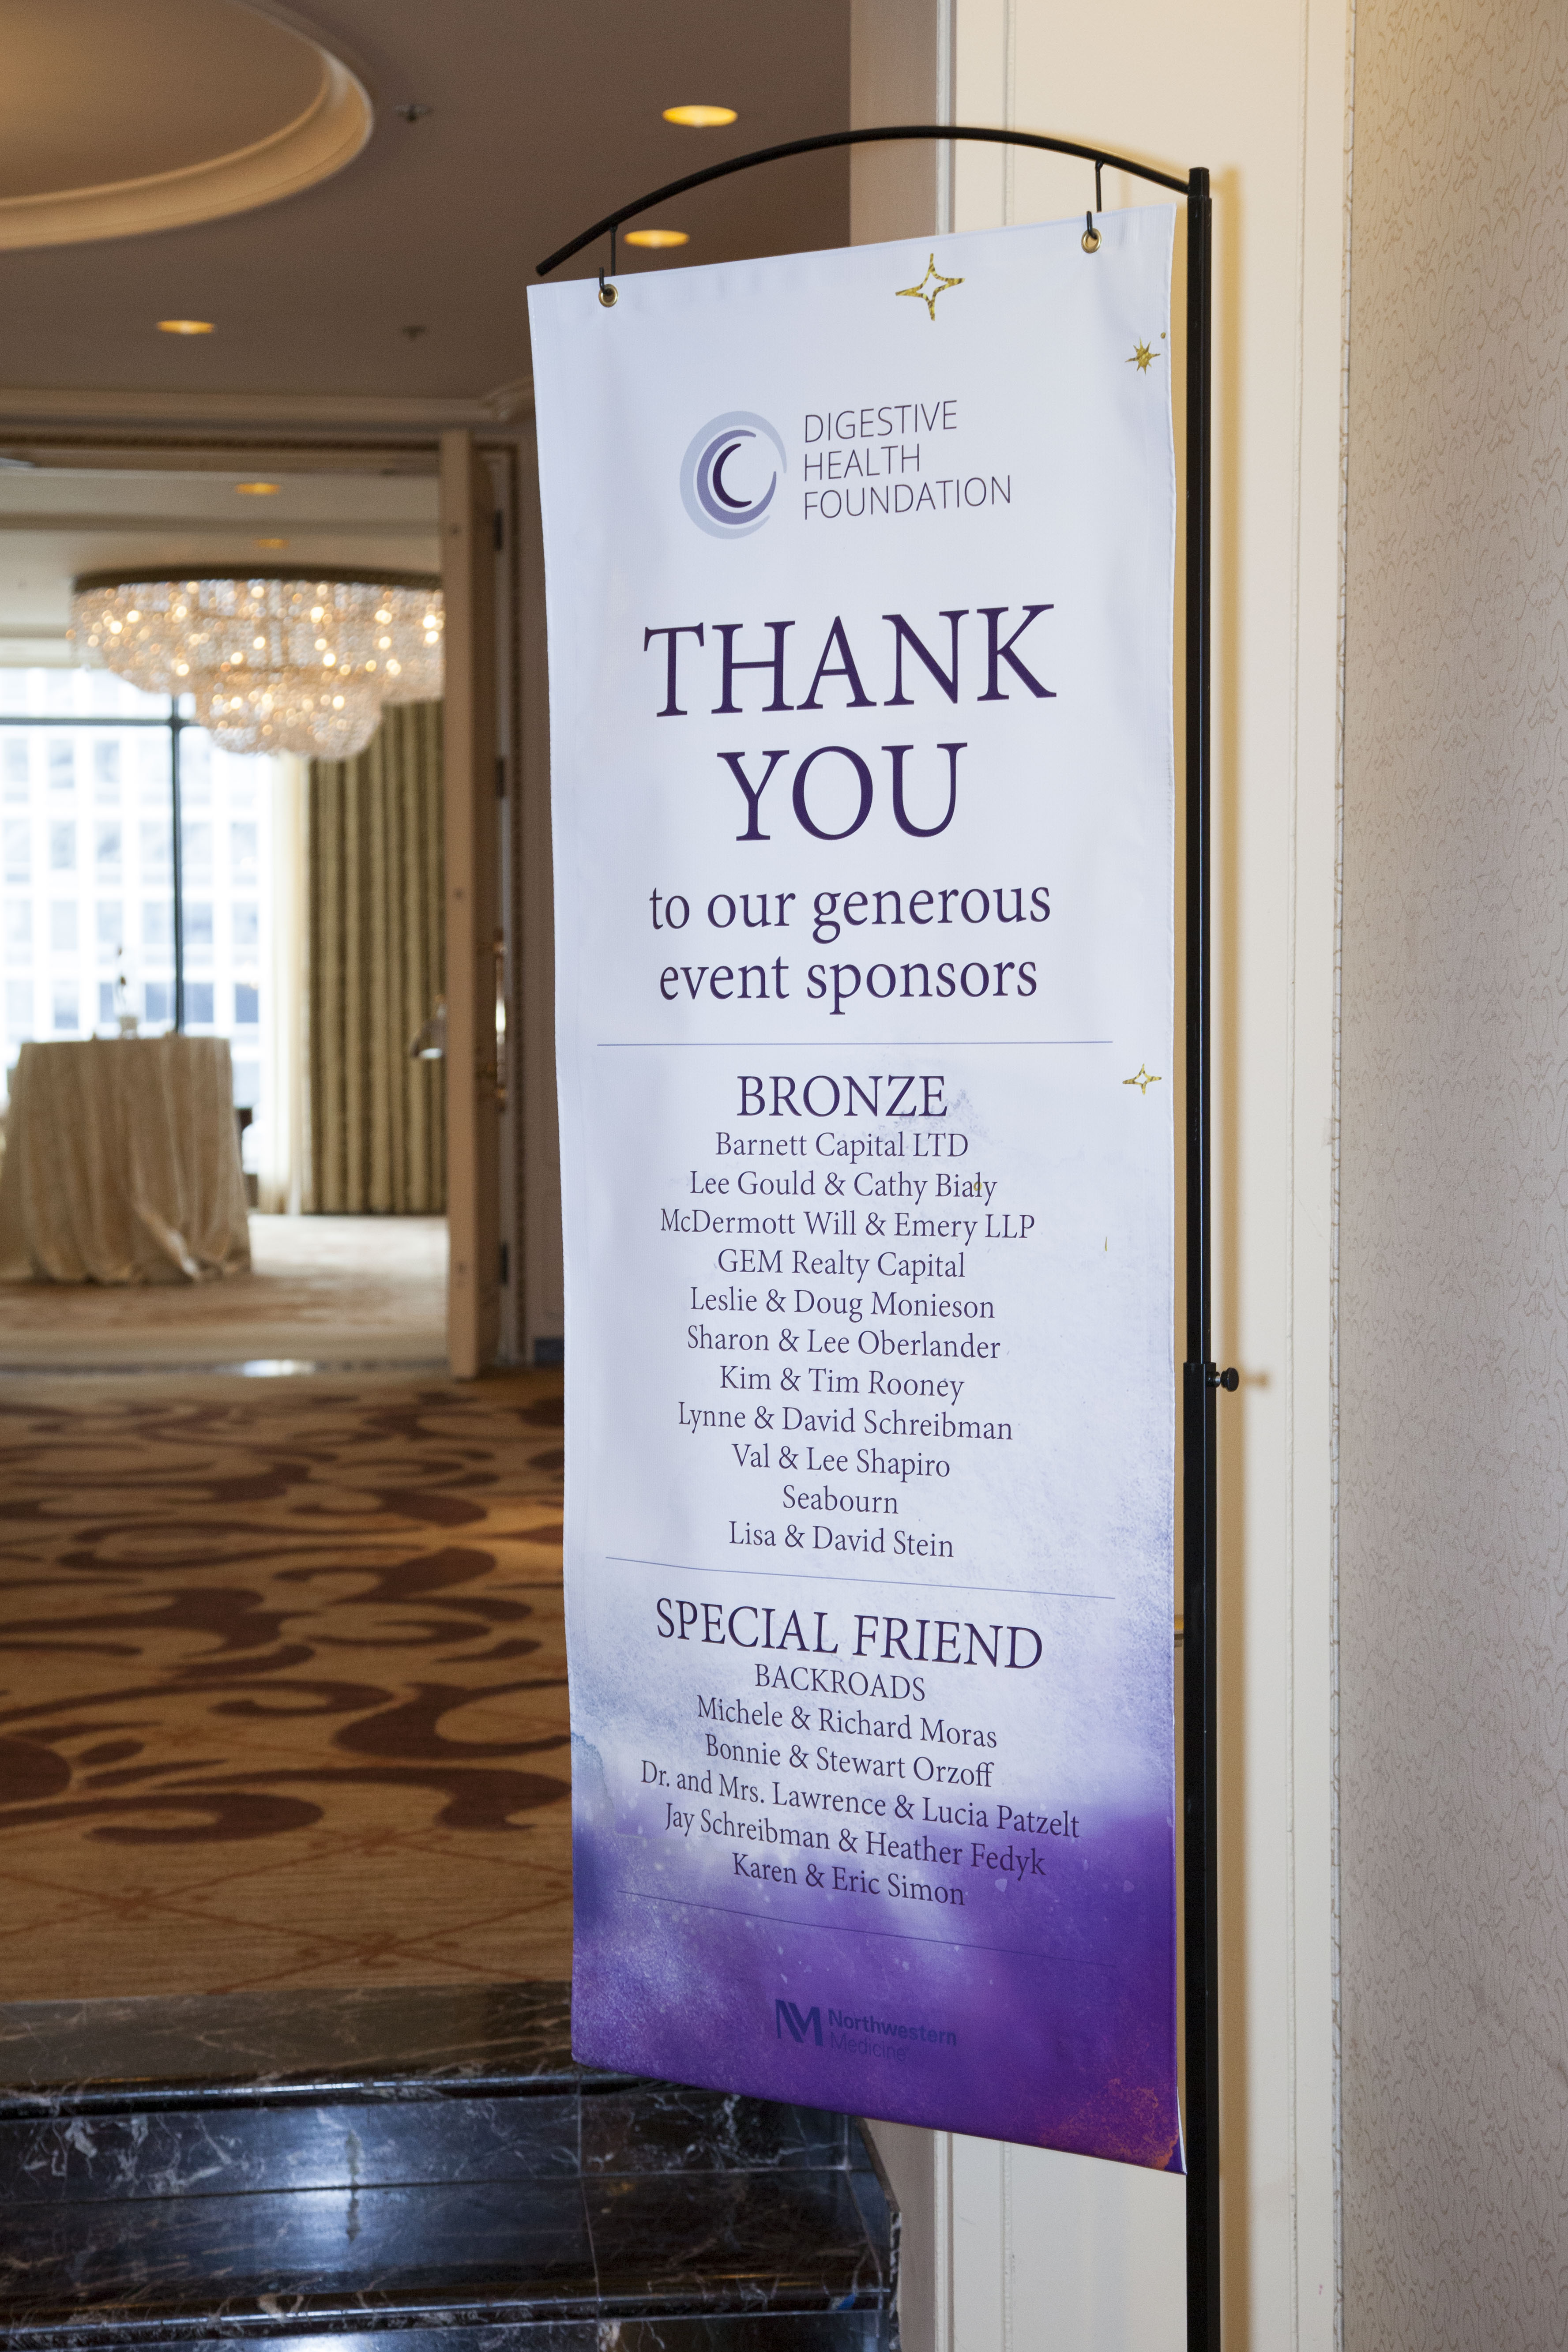 DIGESTIVE
HEALTH
FOUNDATION
THANK
YOU
to our generous
event sponsors
BRONZE
Barnett Capital LTD
Lee Gould & Cathy Bialy
McDermott Will & Emery LLP
GEM Realty Capital
Leslie & Doug Monieson
Sharon & Lee Oberlander
Kim & Tim Rooney
Lynne & David Schreibman
Val & Lee Shapiro
Seabourn
Lisa & David Stein
SPECIAL FRIEND
BACKROADS
Michele & Richard Moras
Bonnie & Stewart Orzoff
Dr. and Mrs. Lawrence & Lucia Patzelt
Jay Schreibman & Heather Fedyk
Karen & Eric Simon
NM Northwestern
Medicine